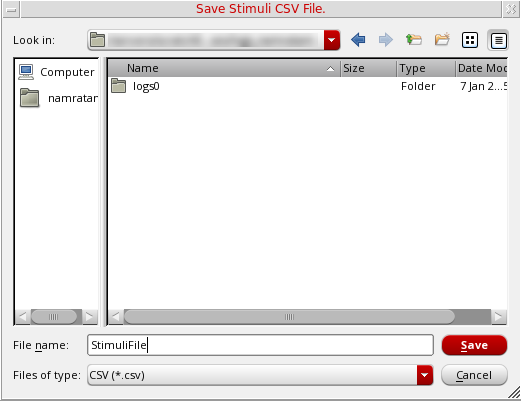 Save Stimuli CSV File.
Look in:
Computer
namratar
Name Size Type Date Mod
logs0 Folder 7 Jan 2...5
File name: StimuliFile Save
Files of type: CSV (*.csv) Cancel